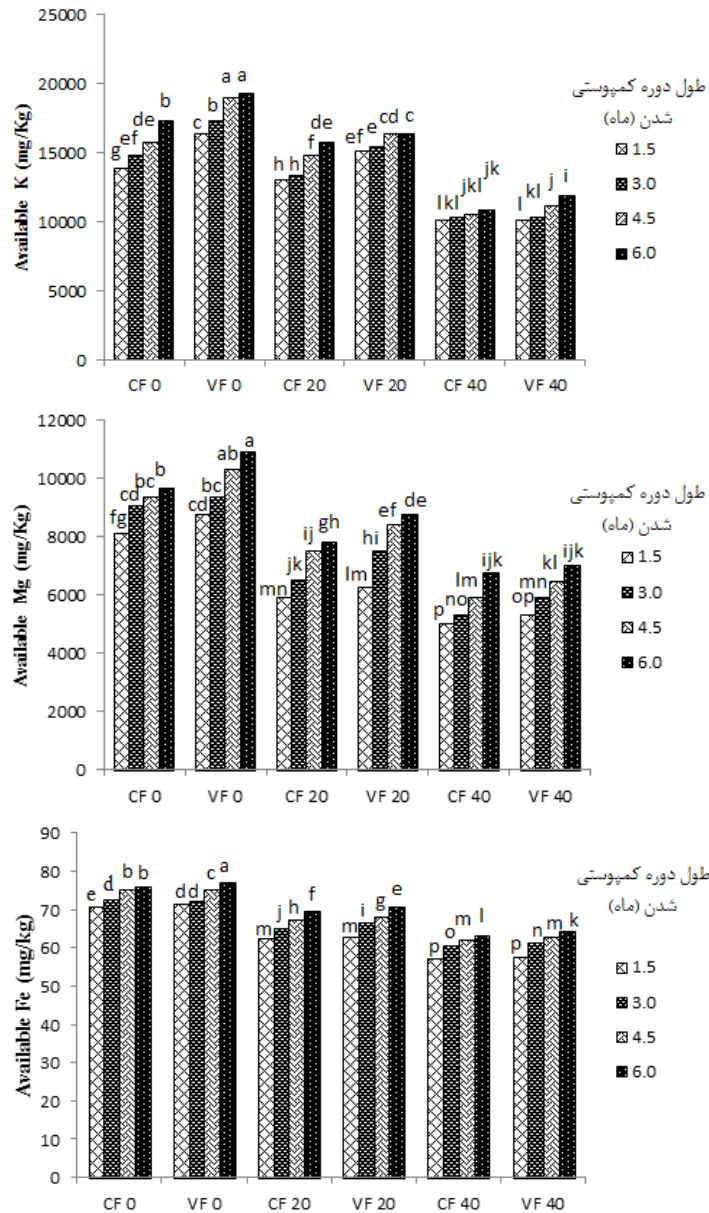 25000
20000
15000
10000
5000
0
Available K (mg/Kg)
g ef de b
c b a a
h h f de
ef e cd c
l kl jkl jk
l kl j i
CF 0 VF 0 CF 20 VF 20 CF 40 VF 40
طول دوره کمپوستی
شدن (ماه)
1.5
3.0
4.5
6.0
12000
10000
8000
6000
4000
2000
0
Available Mg (mg/Kg)
fg cd bc b
cd bc ab a
mn jk ij gh
lm hi ef de
p no lm ijk
op mn kl ijk
CF 0 VF 0 CF 20 VF 20 CF 40 VF 40
طول دوره کمپوستی
شدن (ماه)
1.5
3.0
4.5
6.0
90
80
70
60
50
40
30
20
10
0
Available Fe (mg/Kg)
e d b b
d d c a
m j h f
m i g e
p o m l
p n m k
CF 0 VF 0 CF 20 VF 20 CF 40 VF 40
طول دوره کمپوستی
شدن (ماه)
1.5
3.0
4.5
6.0